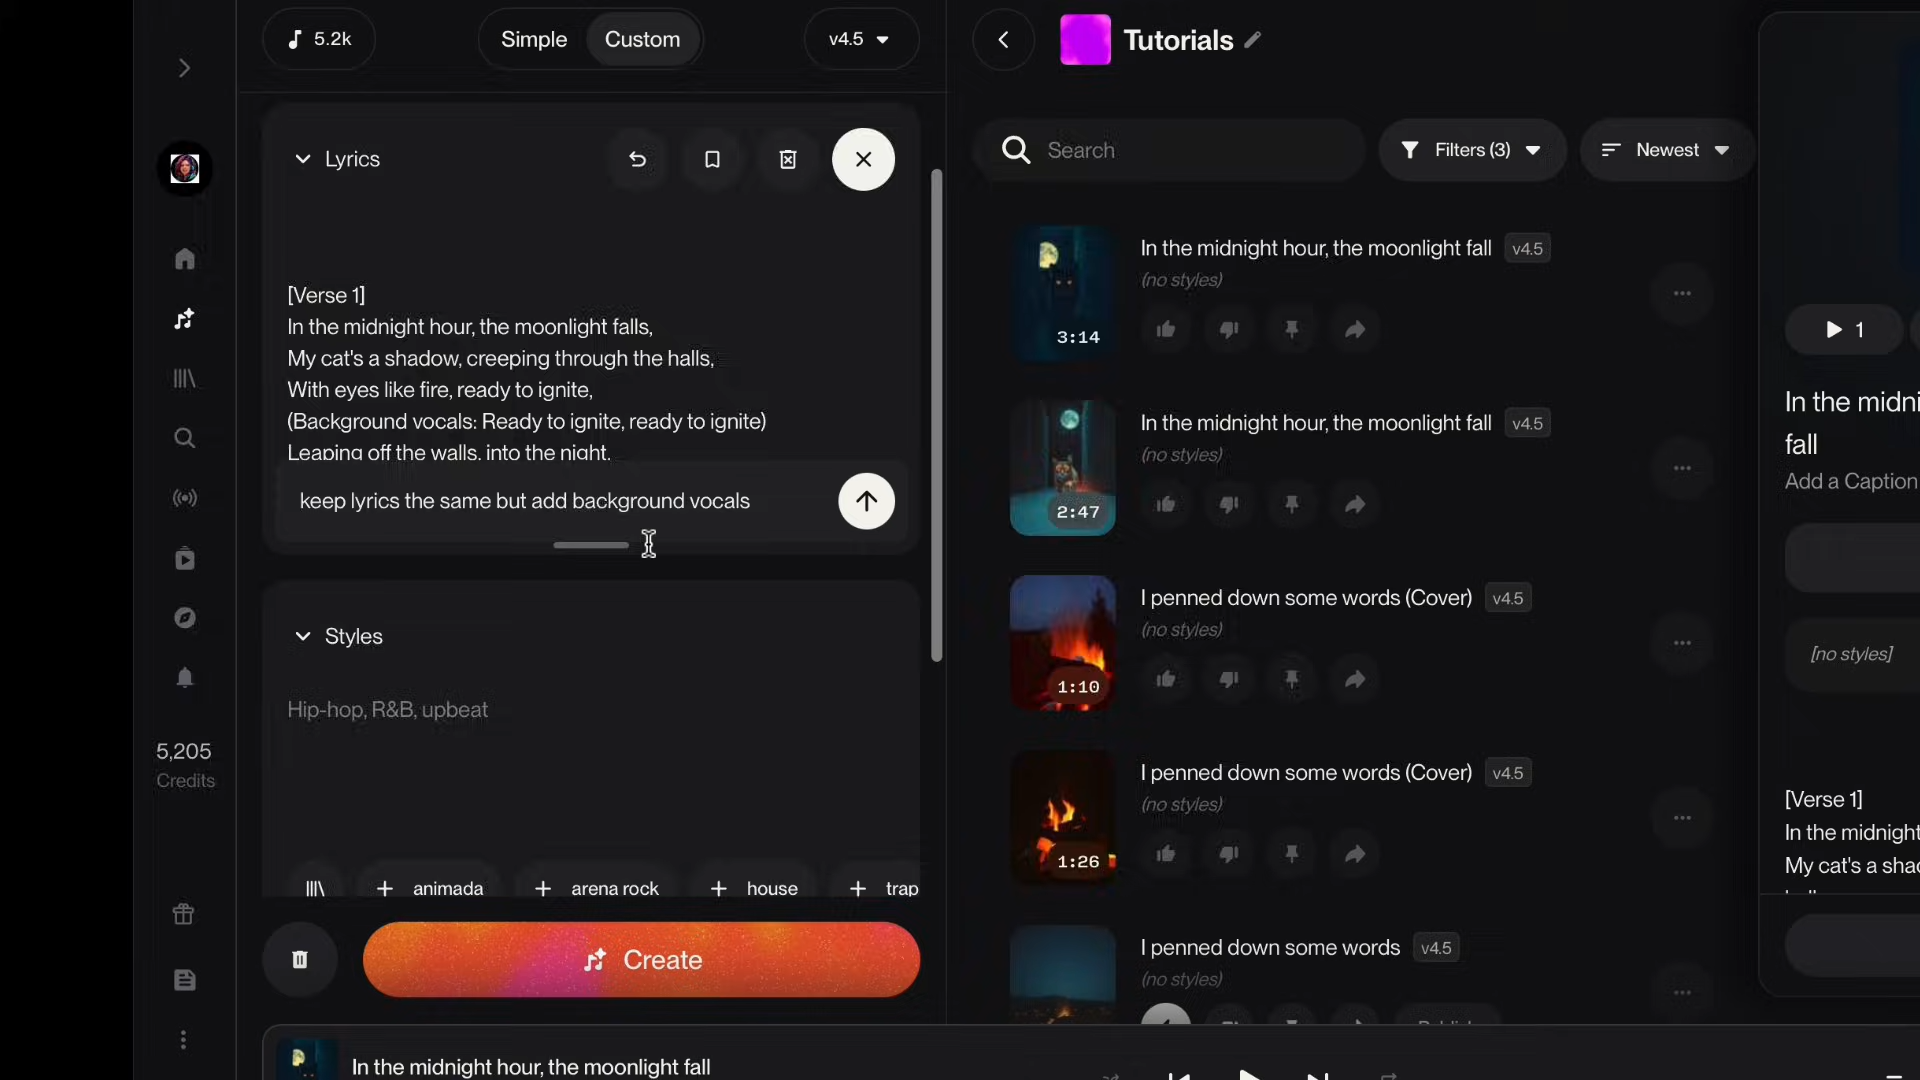 5.2k
Simple
Custom
v4.5
Lyrics
[Verse 1]
In the midnight hour, the moonlight falls,
My cat's a shadow, creeping through the halls,
With eyes like fire, ready to ignite,
(Background vocals: Ready to ignite, ready to ignite)
Leaping off the walls, into the night.
keep lyrics the same but add background vocals
Styles
Hip-hop, R&B, upbeat
animada
arena rock
house
trap
Create
5,205
Credits
Tutorials
Search
Filters (3)
Newest
In the midnight hour, the moonlight fall v4.5
(no styles)
3:14
In the midnight hour, the moonlight fall v4.5
(no styles)
2:47
I penned down some words (Cover) v4.5
(no styles)
1:10
I penned down some words (Cover) v4.5
(no styles)
1:26
I penned down some words v4.5
(no styles)
1
In the midni
fall
Add a Caption
[no styles]
[Verse 1]
In the midnight
My cat's a shad
In the midnight hour, the moonlight fall